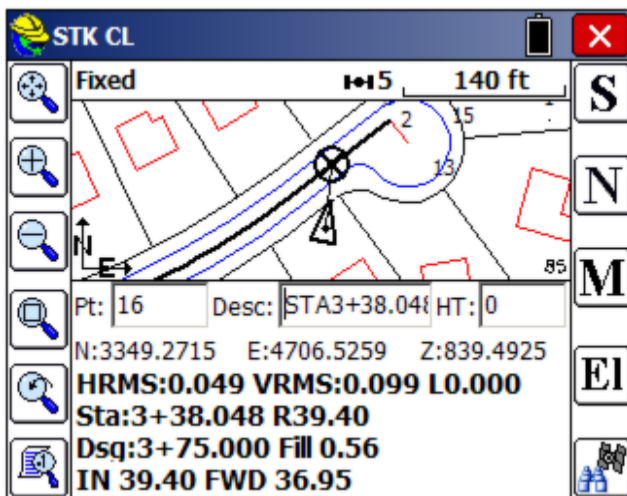 STK CL
Fixed 5 140 ft
S
2 15
13
N
N
E
85
M
Pt: 16 Desc: STA3+38.048 HT: 0
N:3349.2715 E:4706.5259 Z:839.4925
HRMS:0.049 VRMS:0.099 L0.000
El
Sta:3+38.048 R39.40
Dsg:3+75.000 Fill 0.56
IN 39.40 FWD 36.95